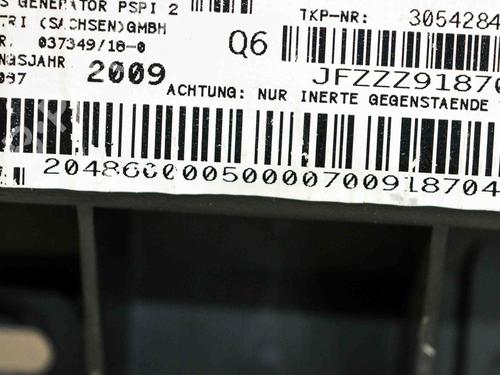 S GENERATOR PSPI 2
TKP-NR: 3054284
TRI (SACHSEN)GMBH
R. 037349/18-0
Q6
NGSJAHR 2009
JFZZZ91870
097
ACHTUNG: NUR INERTE GEGENSTAENDE